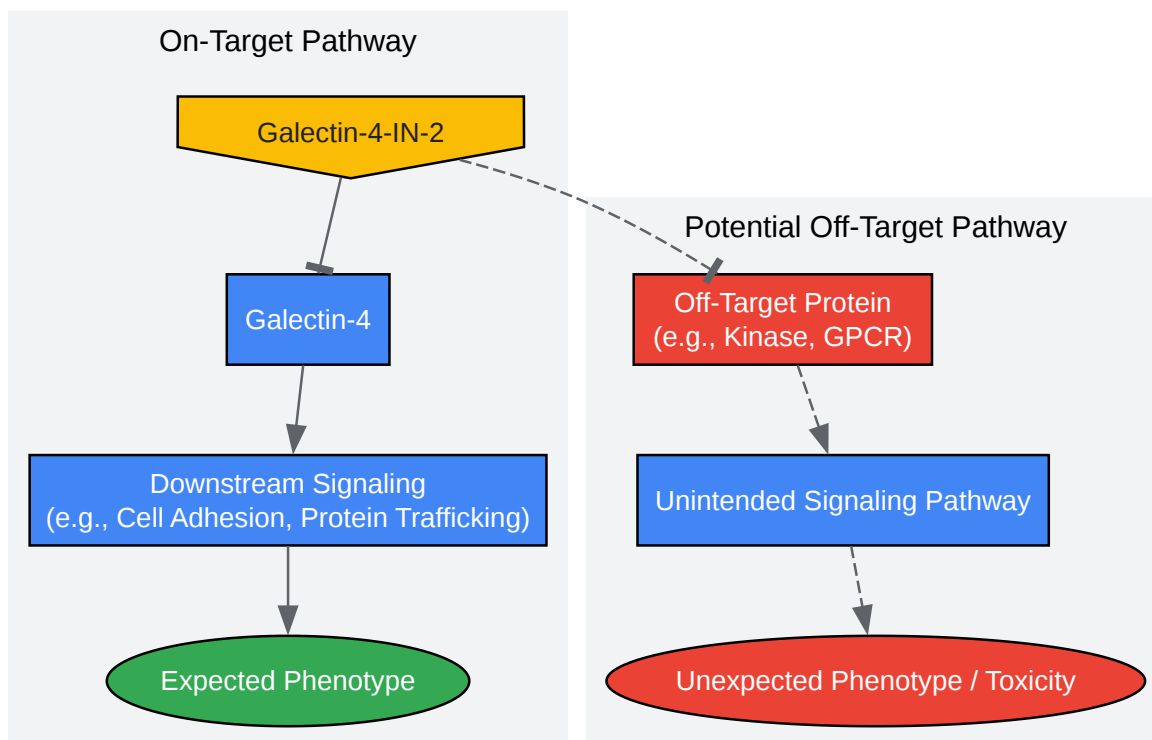 On-Target Pathway
Galectin-4-IN-2
Galectin-4
Downstream Signaling
(e.g., Cell Adhesion, Protein Trafficking)
Expected Phenotype
Potential Off-Target Pathway
Off-Target Protein
(e.g., Kinase, GPCR)
Unintended Signaling Pathway
Unexpected Phenotype / Toxicity